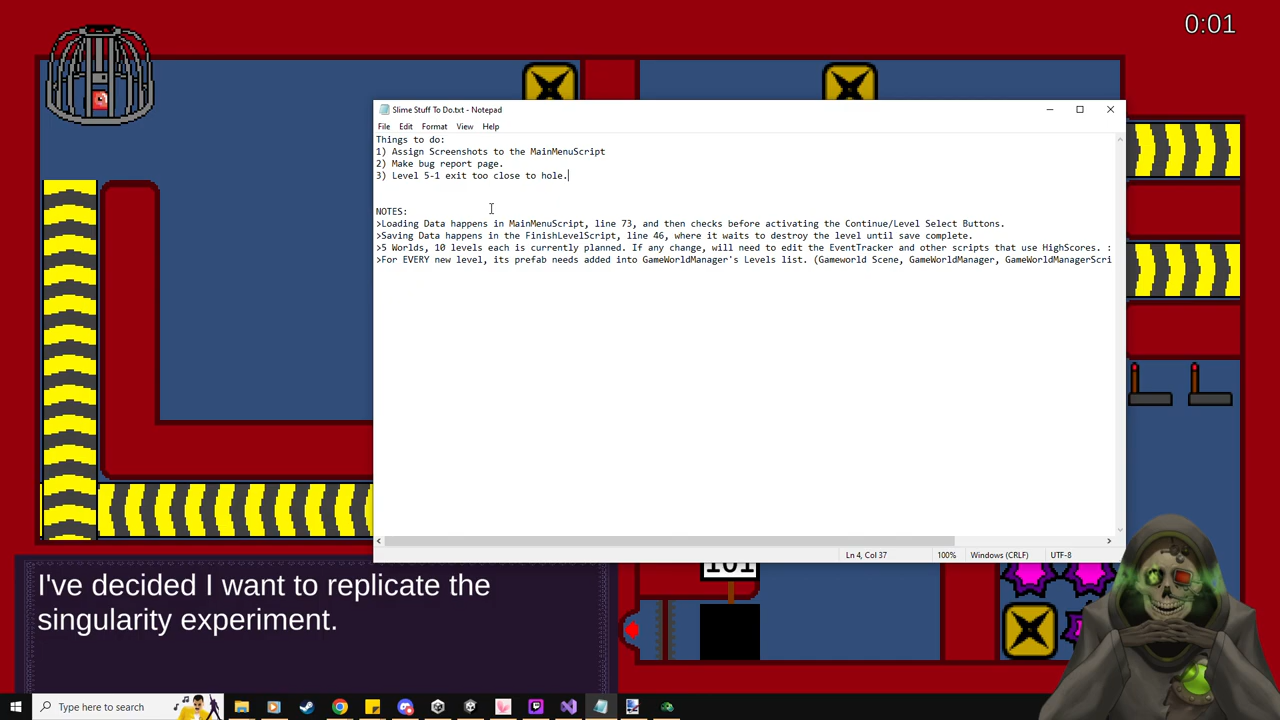 0:01
Slime Stuff To Do.txt - Notepad
File Edit Format View Help
Things to do:
1) Assign Screenshots to the MainMenuScript
2) Make bug report page.
3) Level 5-1 exit too close to hole.
NOTES:
>Loading Data happens in MainMenuScript, line 73, and then checks before activating the Continue/Level Select Buttons.
>Saving Data happens in the FinishLevelScript, line 46, where it waits to destroy the level until save complete.
>5 Worlds, 10 levels each is currently planned. If any change, will need to edit the EventTracker and other scripts that use HighScores. :
>For EVERY new level, its prefab needs added into GameWorldManager's Levels list. (Gameworld Scene, GameWorldManager, GameWorldManagerScri
Ln 4, Col 37 100% Windows (CRLF) UTF-8
101
I've decided I want to replicate the
singularity experiment.
Type here to search